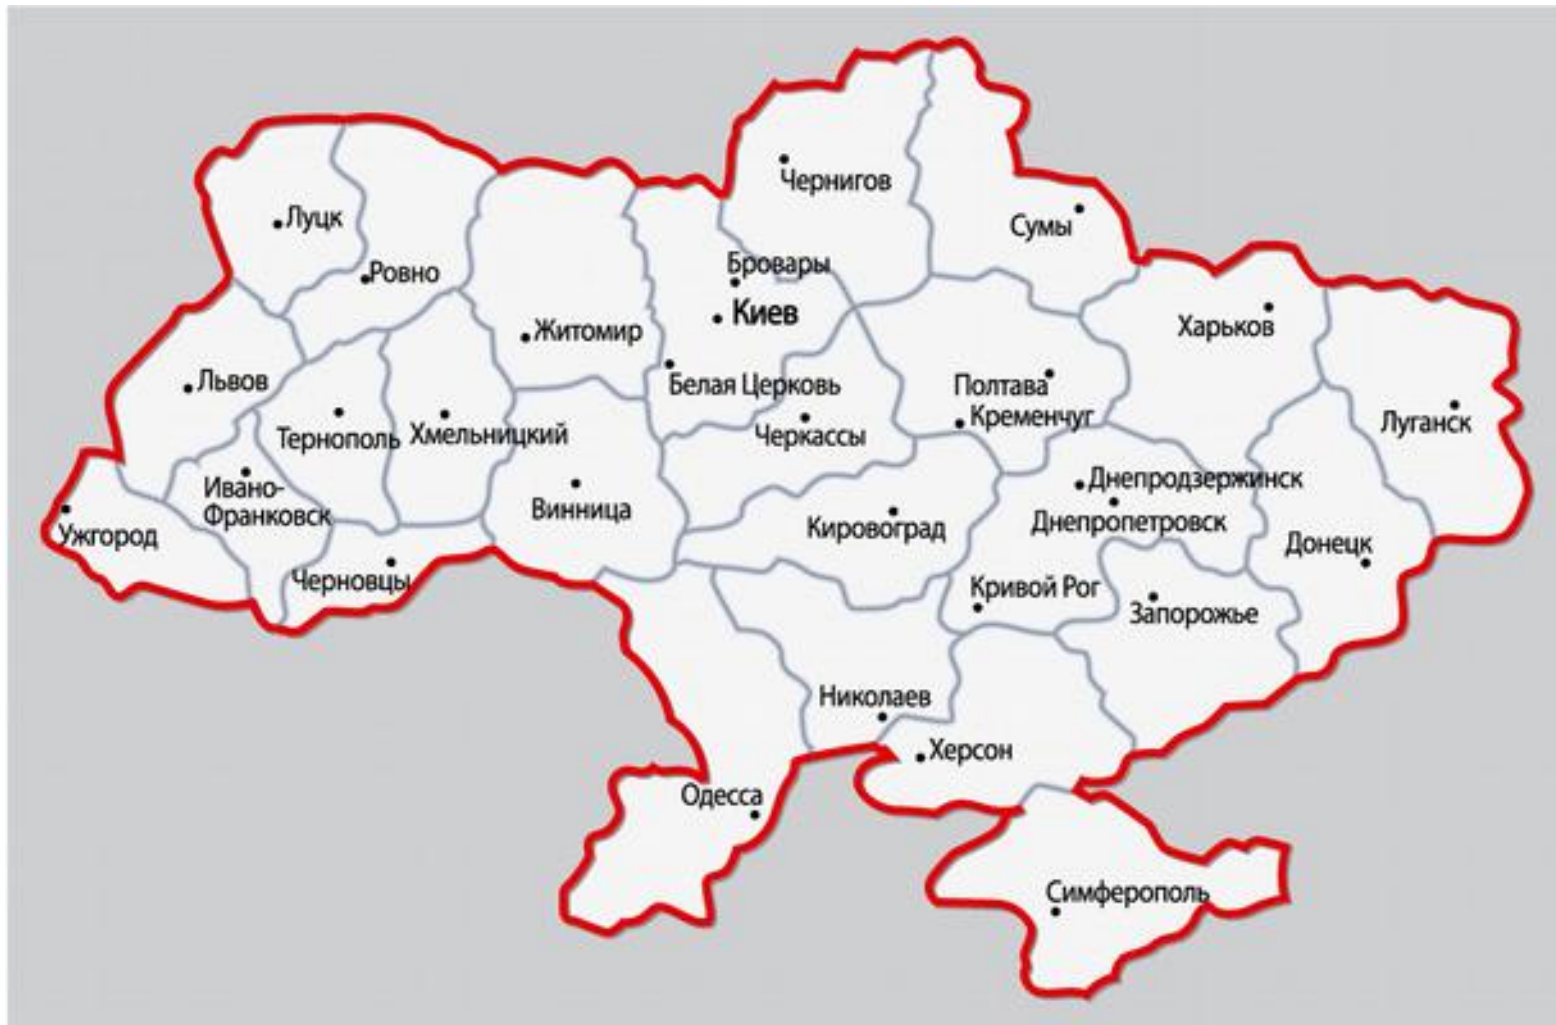 Чернигов
Сумы
Луцк
Ровно
Бровары
Киев
Житомир
Харьков
Львов
Белая Церковь
Полтава
Кременчуг
Луганск
Тернополь
Хмельницкий
Черкассы
Ивано-
Франковск
Винница
Днепродзержинск
Днепропетровск
Кировоград
Ужгород
Донецк
Черновцы
Кривой Рог
Запорожье
Николаев
Херсон
Одесса
Симферополь